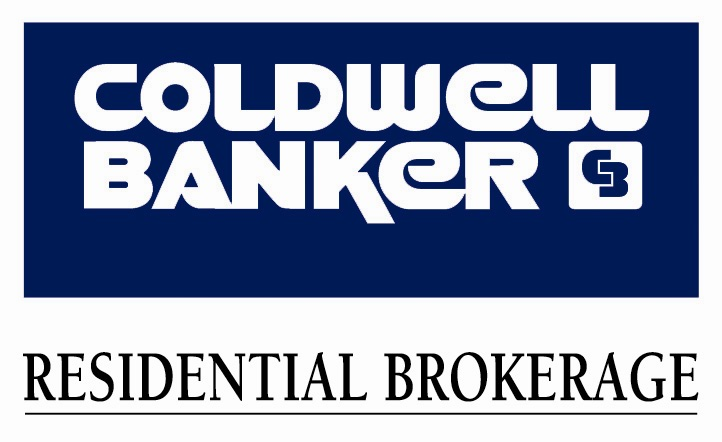 COLDWELL
BANKER CB
RESIDENTIAL BROKERAGE